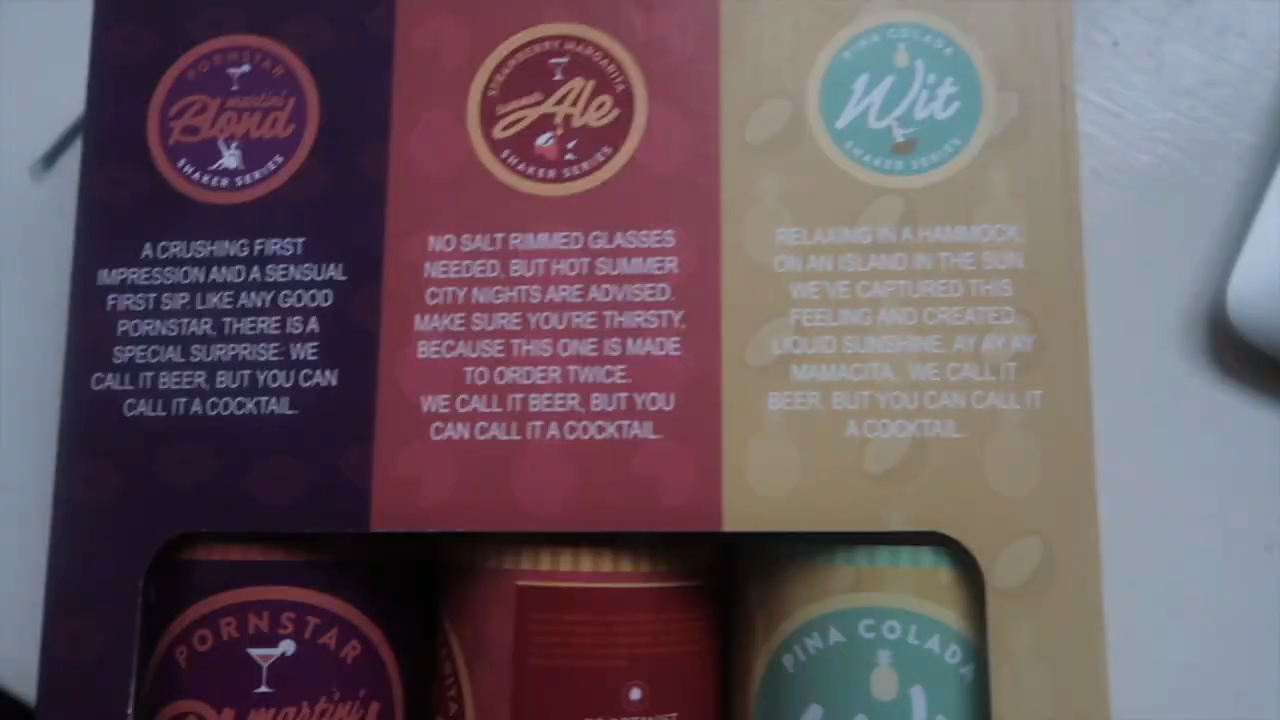 PORNSTAR
martini
Blond
SHAKER SERIES
A CRUSHING FIRST
IMPRESSION AND A SENSUAL
FIRST SIP. LIKE ANY GOOD
PORNSTAR, THERE IS A
SPECIAL SURPRISE: WE
CALL IT BEER, BUT YOU CAN
CALL IT A COCKTAIL.
STRAWBERRY MARGARITA
Ale
SHAKER SERIES
NO SALT RIMMED GLASSES
NEEDED, BUT HOT SUMMER
CITY NIGHTS ARE ADVISED.
MAKE SURE YOU'RE THIRSTY,
BECAUSE THIS ONE IS MADE
TO ORDER TWICE.
WE CALL IT BEER, BUT YOU
CAN CALL IT A COCKTAIL.
PINA COLADA
Wit
SHAKER SERIES
RELAXING IN A HAMMOCK,
ON AN ISLAND IN THE SUN.
WE'VE CAPTURED THIS
FEELING AND CREATED
LIQUID SUNSHINE. AY AY AY
MAMACITA. WE CALL IT
BEER, BUT YOU CAN CALL IT
A COCKTAIL.
PORNSTAR
martini
PINA COLADA